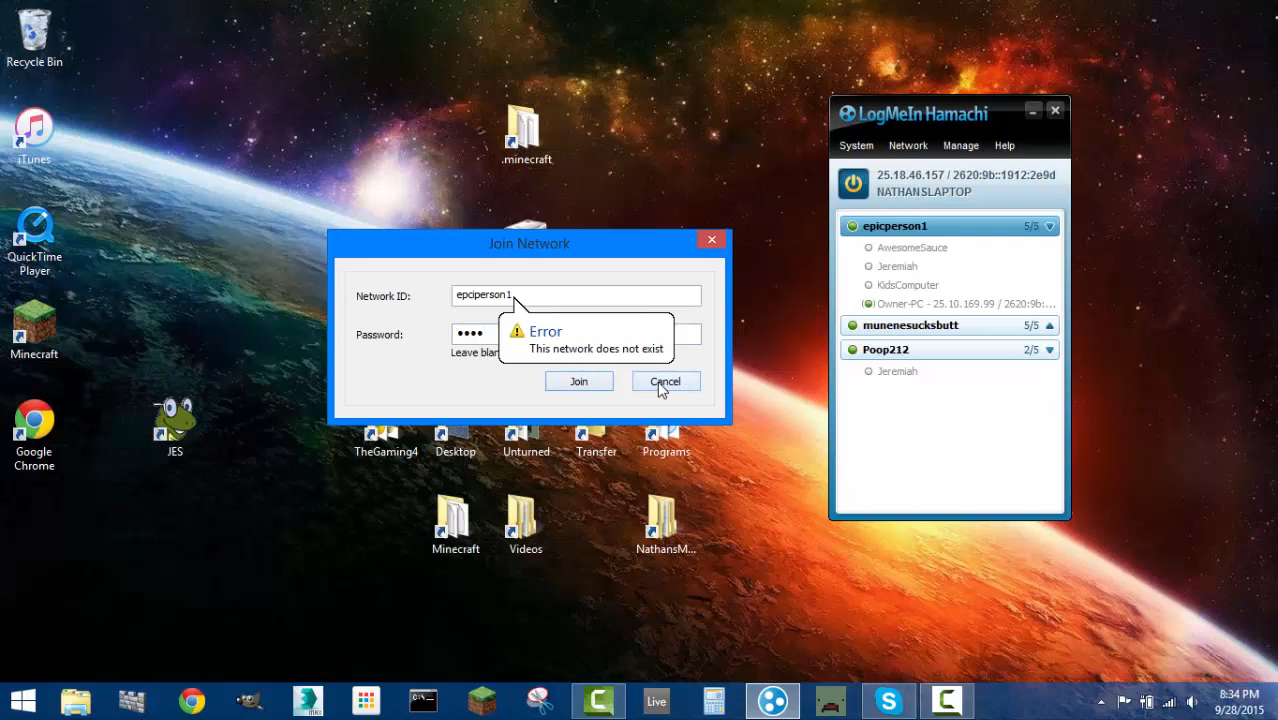 Recycle Bin
iTunes
QuickTime
Player
Minecraft
Google
Chrome
JES
.minecraft
Join Network
Network ID:
epciperson1
Password:
••••
Leave blan
Error
This network does not exist
Join
Cancel
TheGaming4
Desktop
Unturned
Transfer
Programs
Minecraft
Videos
NathansM...
LogMeIn Hamachi
System Network Manage Help
25.18.46.157 / 2620:9b::1912:2e9d
NATHANSLAPTOP
epicperson1 5/5
AwesomeSauce
Jeremiah
KidsComputer
Owner-PC - 25.10.169.99 / 2620:9b:...
munenesucksbutt 5/5
Poop212 2/5
Jeremiah
C:\_
Live
8:34 PM
9/28/2015